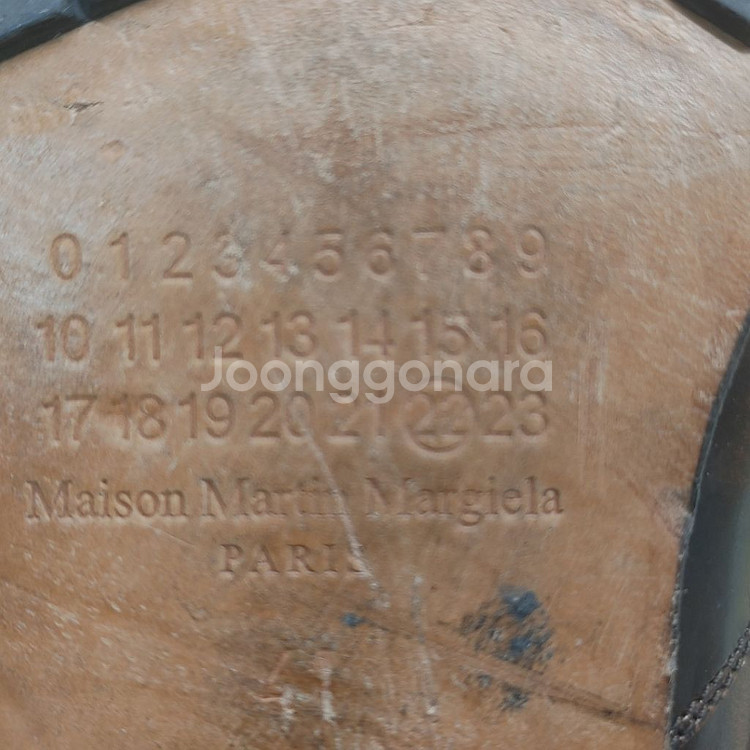 0 1 2 3 4 5 6 7 8 9
10 11 12 13 14 15 16
Joonggonara
17 18 19 20 21 22 23
Maison Martin Margiela
PARIS